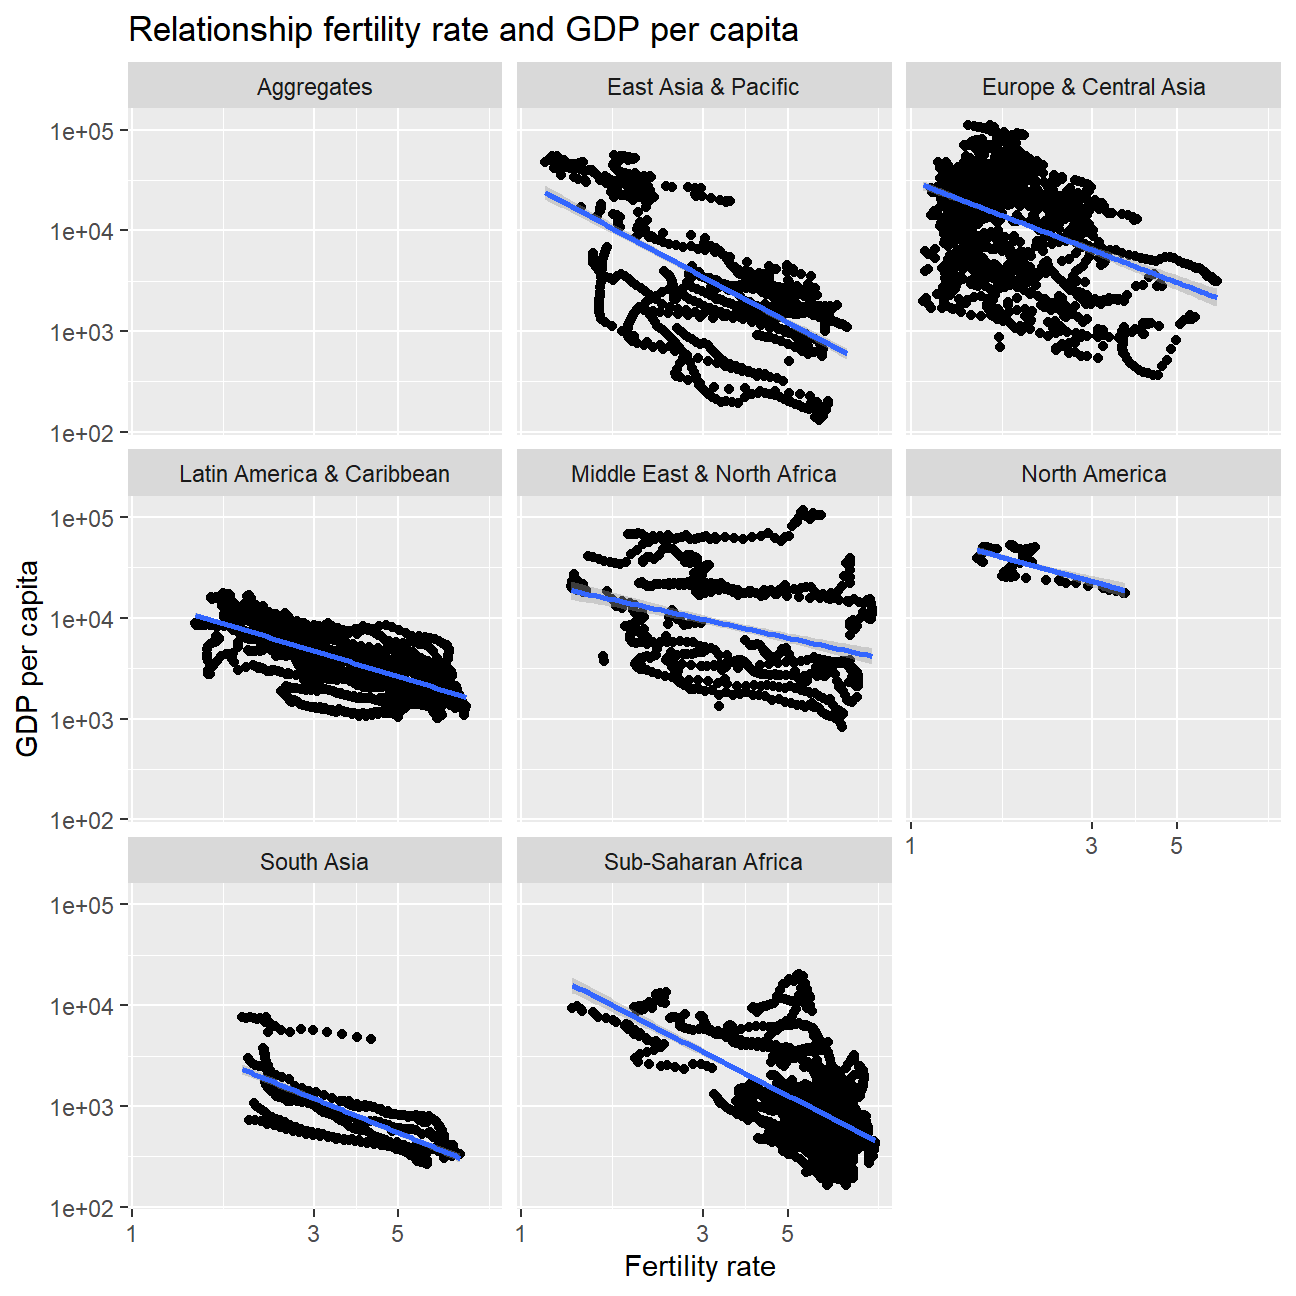 Relationship fertility rate and GDP per capita
Aggregates
East Asia & Pacific
Europe & Central Asia
1e+05
1e+04
1e+03
1e+02
Latin America & Caribbean
Middle East & North Africa
North America
1e+05
1e+04
1e+03
1e+02
1
3
5
South Asia
Sub-Saharan Africa
1e+05
1e+04
1e+03
1e+02
1
3
5
1
3
5
GDP per capita
Fertility rate